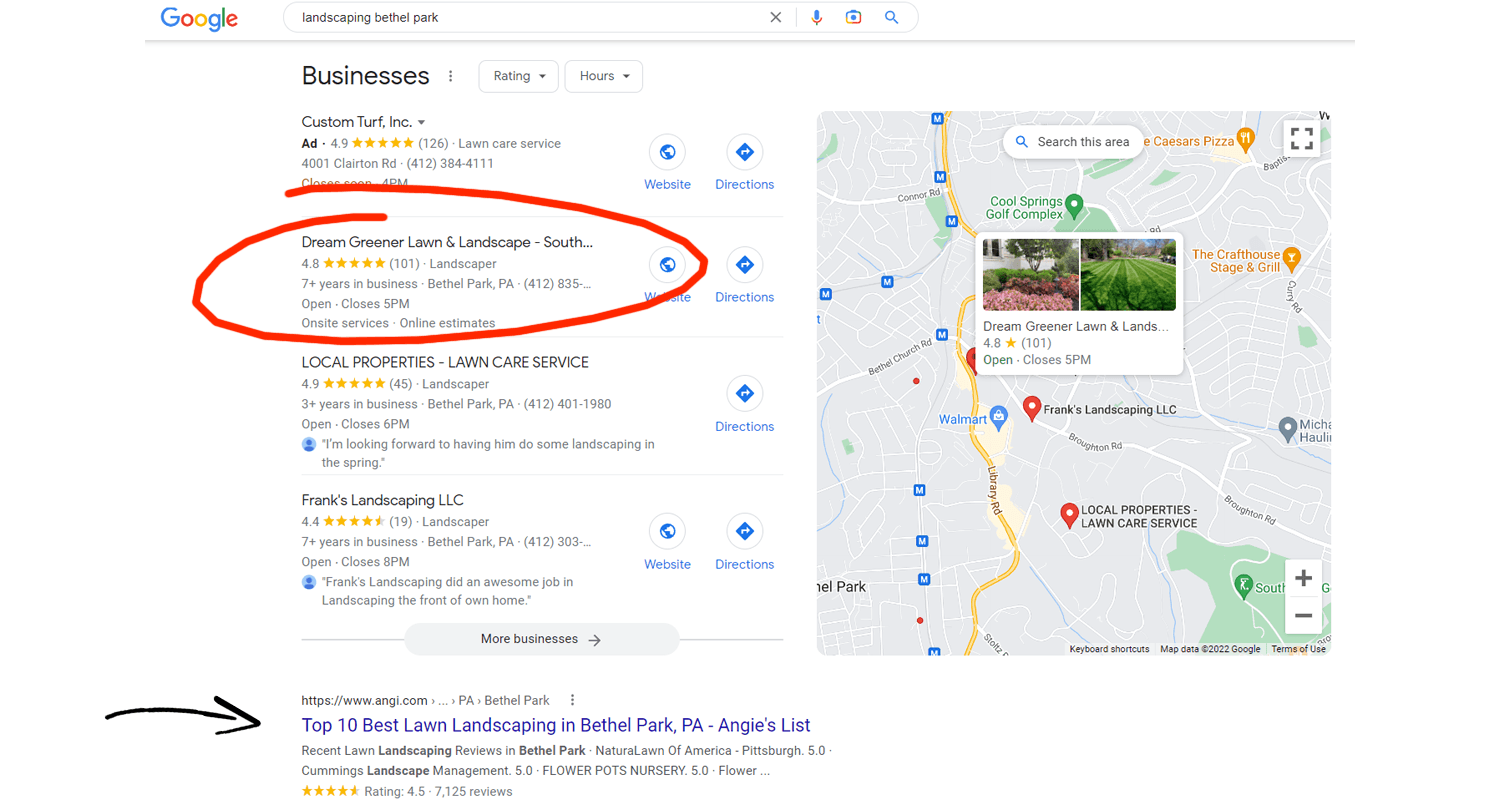 Google
landscaping bethel park
Businesses
Rating
Hours
Custom Turf, Inc.
Ad · 4.9 (126) · Lawn care service
4001 Clairton Rd · (412) 384-4111
Closes soon · 4PM
Website
Directions
Dream Greener Lawn & Landscape - South...
4.8 (101) · Landscaper
7+ years in business · Bethel Park, PA · (412) 835-...
Open · Closes 5PM
Onsite services · Online estimates
Website
Directions
LOCAL PROPERTIES - LAWN CARE SERVICE
4.9 (45) · Landscaper
3+ years in business · Bethel Park, PA · (412) 401-1980
Open · Closes 6PM
"I'm looking forward to having him do some landscaping in
the spring."
Directions
Frank's Landscaping LLC
4.4 (19) · Landscaper
7+ years in business · Bethel Park, PA · (412) 303-...
Open · Closes 8PM
"Frank's Landscaping did an awesome job in
Landscaping the front of own home."
Website
Directions
More businesses
Search this area
e Caesars Pizza
Baptis
Connor Rd
Cool Springs
Golf Complex
The Crafthouse
Stage & Grill
Curry Rd
Dream Greener Lawn & Lands...
4.8 (101)
Open · Closes 5PM
Bethel Church Rd
Walmart
Frank's Landscaping LLC
Micha
Haulin
Broughton Rd
Library Rd
LOCAL PROPERTIES -
LAWN CARE SERVICE
Broughton Rd
hel Park
South
G
Stoltz
Bro
Keyboard shortcuts
Map data ©2022 Google
Terms of Use
https://www.angi.com › ... › PA › Bethel Park
Top 10 Best Lawn Landscaping in Bethel Park, PA - Angie's List
Recent Lawn Landscaping Reviews in Bethel Park · NaturaLawn Of America - Pittsburgh. 5.0 ·
Cummings Landscape Management. 5.0 · FLOWER POTS NURSERY. 5.0 · Flower ...
Rating: 4.5 · 7,125 reviews